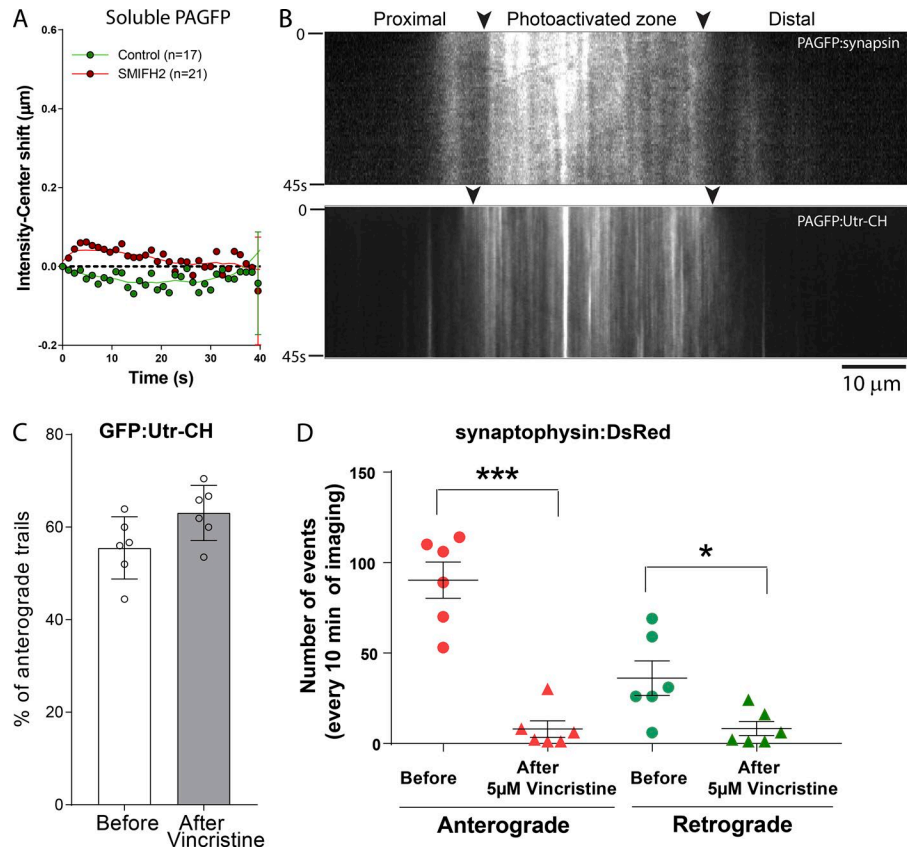 A
Soluble PAGFP
Intensity-Center shift (μm)
0.6
0.4
0.2
0.0
-0.2
Control (n=17)
SMIFH2 (n=21)
0 10 20 30 40
Time (s)
B
Proximal Photoactivated zone Distal
0
PAGFP:synapsin
45s
0
PAGFP:Utr-CH
45s
10 μm
C
GFP:Utr-CH
% of anterograde trails
80
60
40
20
0
Before After
Vincristine
D
synaptophysin:DsRed
Number of events
(every 10 min of imaging)
150
100
50
0
***
*
Before After
5μM Vincristine
Before After
5μM Vincristine
Anterograde Retrograde